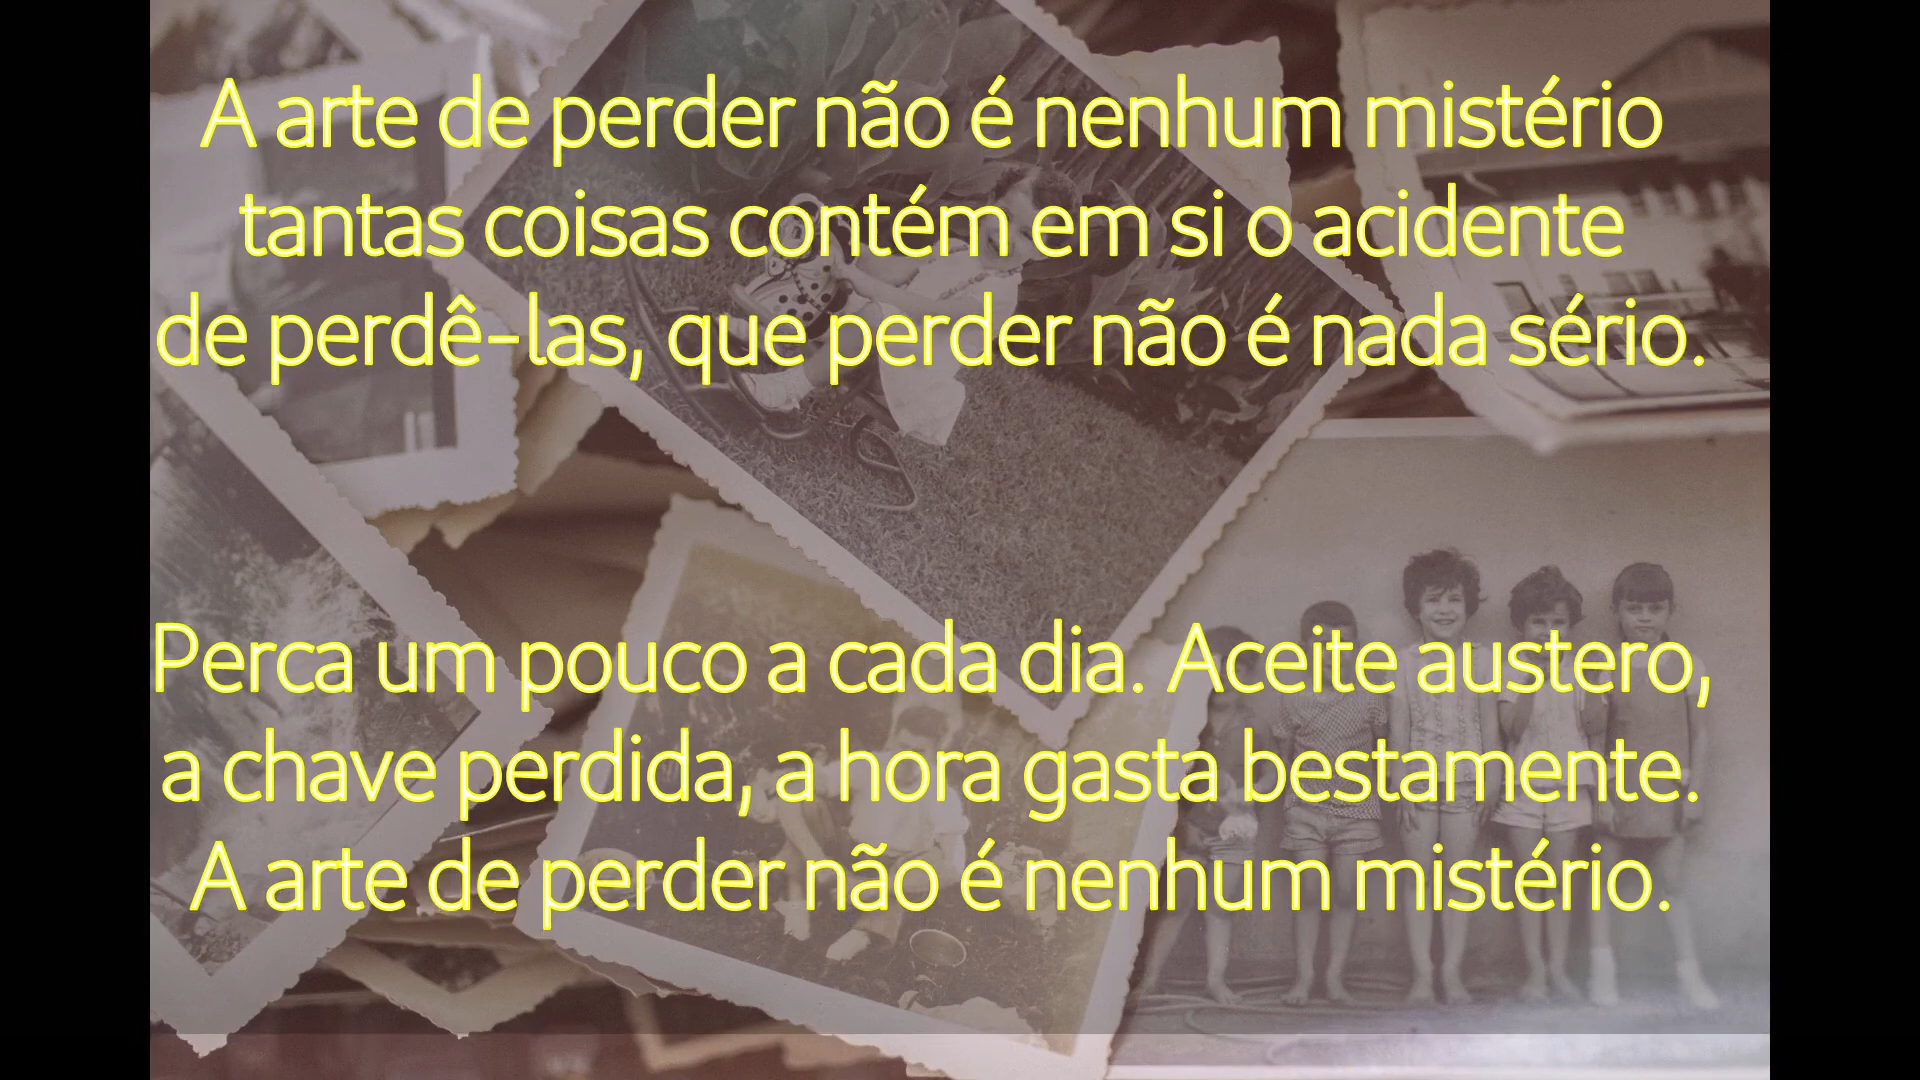 A arte de perder não é nenhum mistério
tantas coisas contém em si o acidente
de perdê-las, que perder não é nada sério.
Perca um pouco a cada dia. Aceite austero,
a chave perdida, a hora gasta bestamente.
A arte de perder não é nenhum mistério.